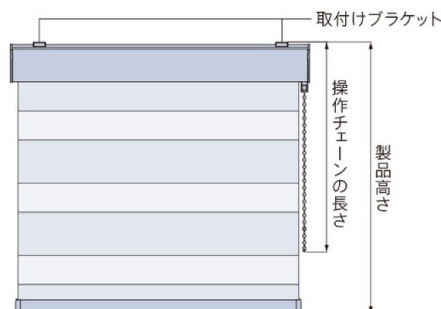 取付けブラケット
操作チェーンの長さ
製品高さ